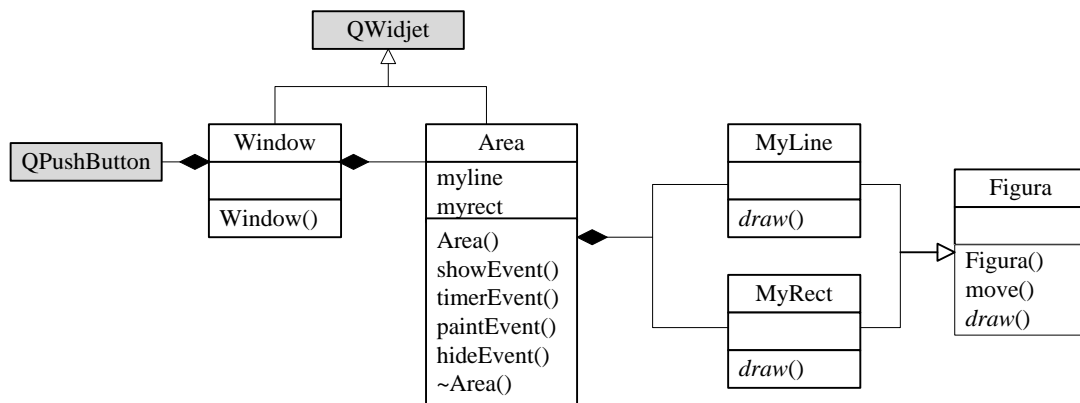 QWidjet
QPushButton
Window
Window()
Area
myline
myrect
Area()
showEvent()
timerEvent()
paintEvent()
hideEvent()
~Area()
MyLine
draw()
MyRect
draw()
Figura
Figura()
move()
draw()